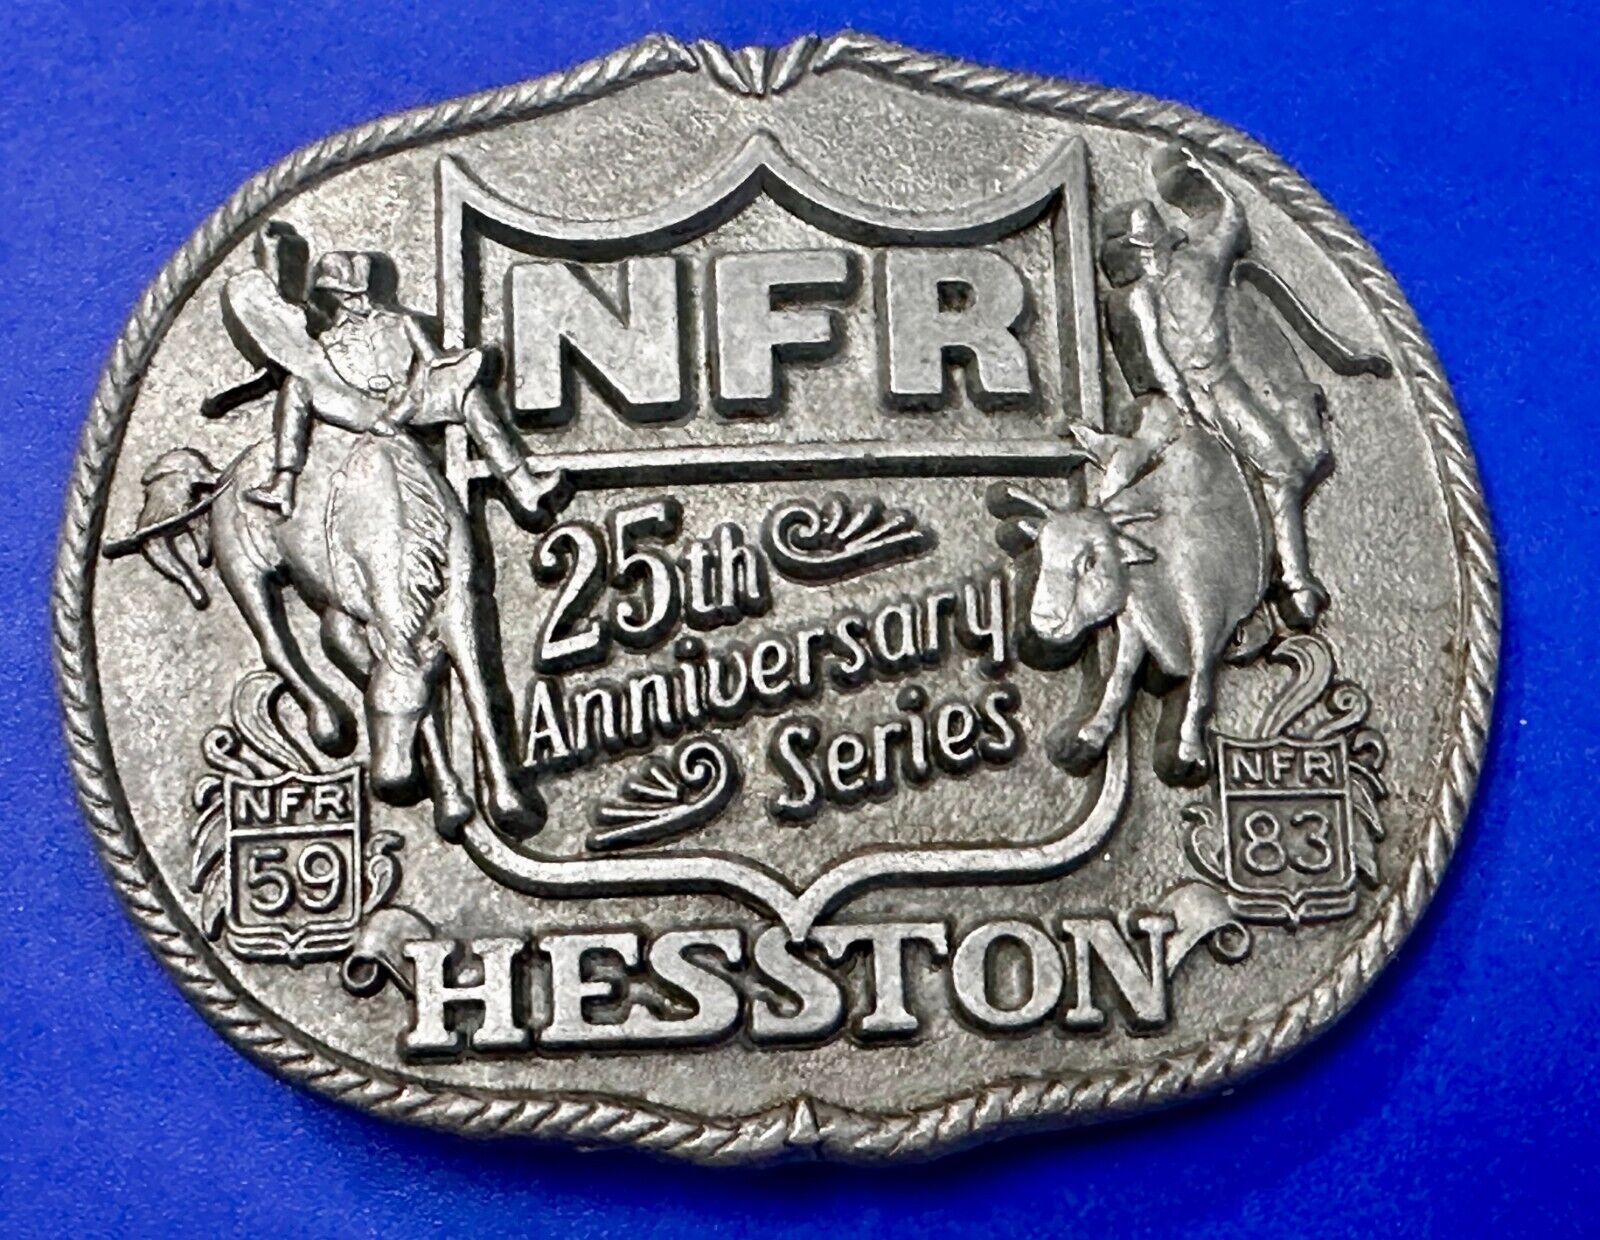 NFR
25th
Anniversary
Series
NFR
59
NFR
83
HESSTON